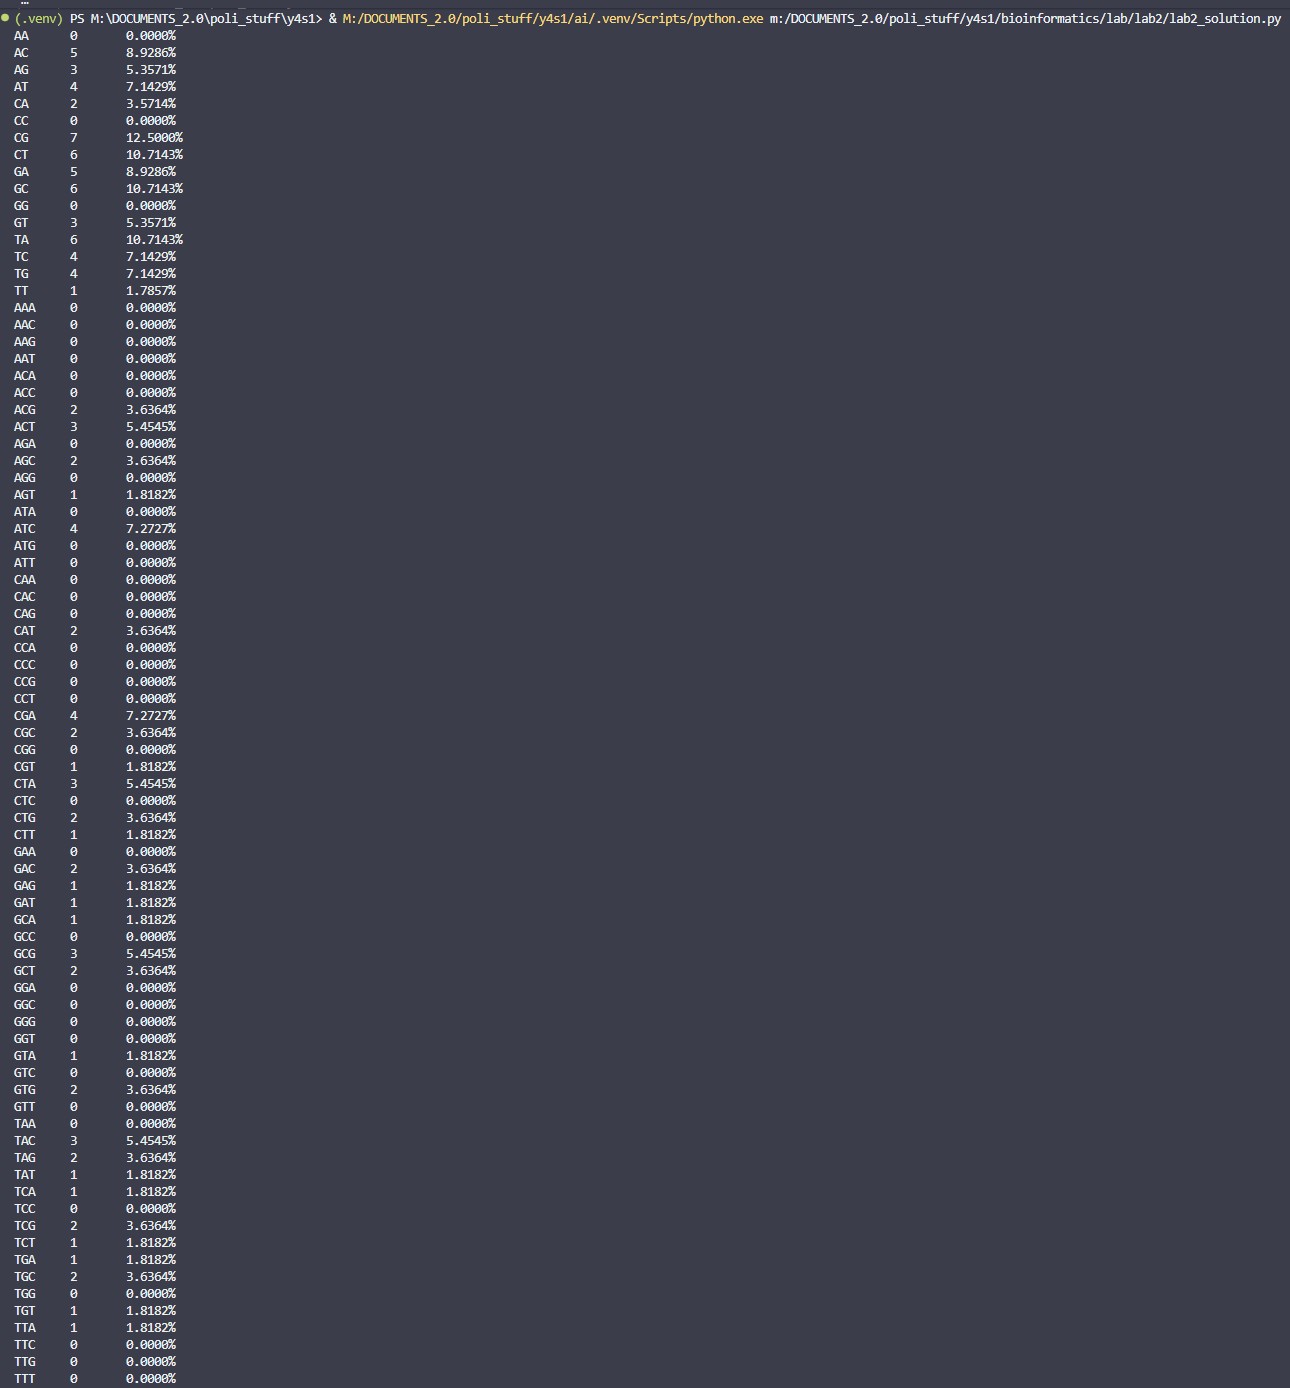 (.venv) PS M:\DOCUMENTS_2.0\poli_stuff\y4s1> & M:/DOCUMENTS_2.0/poli_stuff/y4s1/ai/.venv/Scripts/python.exe m:/DOCUMENTS_2.0/poli_stuff/y4s1/bioinformatics/lab/lab2/lab2_solution.py
AA 0 0.0000%
AC 5 8.9286%
AG 3 5.3571%
AT 4 7.1429%
CA 2 3.5714%
CC 0 0.0000%
CG 7 12.5000%
CT 6 10.7143%
GA 5 8.9286%
GC 6 10.7143%
GG 0 0.0000%
GT 3 5.3571%
TA 6 10.7143%
TC 4 7.1429%
TG 4 7.1429%
TT 1 1.7857%
AAA 0 0.0000%
AAC 0 0.0000%
AAG 0 0.0000%
AAT 0 0.0000%
ACA 0 0.0000%
ACC 0 0.0000%
ACG 2 3.6364%
ACT 3 5.4545%
AGA 0 0.0000%
AGC 2 3.6364%
AGG 0 0.0000%
AGT 1 1.8182%
ATA 0 0.0000%
ATC 4 7.2727%
ATG 0 0.0000%
ATT 0 0.0000%
CAA 0 0.0000%
CAC 0 0.0000%
CAG 0 0.0000%
CAT 2 3.6364%
CCA 0 0.0000%
CCC 0 0.0000%
CCG 0 0.0000%
CCT 0 0.0000%
CGA 4 7.2727%
CGC 2 3.6364%
CGG 0 0.0000%
CGT 1 1.8182%
CTA 3 5.4545%
CTC 0 0.0000%
CTG 2 3.6364%
CTT 1 1.8182%
GAA 0 0.0000%
GAC 2 3.6364%
GAG 1 1.8182%
GAT 1 1.8182%
GCA 1 1.8182%
GCC 0 0.0000%
GCG 3 5.4545%
GCT 2 3.6364%
GGA 0 0.0000%
GGC 0 0.0000%
GGG 0 0.0000%
GGT 0 0.0000%
GTA 1 1.8182%
GTC 0 0.0000%
GTG 2 3.6364%
GTT 0 0.0000%
TAA 0 0.0000%
TAC 3 5.4545%
TAG 2 3.6364%
TAT 1 1.8182%
TCA 1 1.8182%
TCC 0 0.0000%
TCG 2 3.6364%
TCT 1 1.8182%
TGA 1 1.8182%
TGC 2 3.6364%
TGG 0 0.0000%
TGT 1 1.8182%
TTA 1 1.8182%
TTC 0 0.0000%
TTG 0 0.0000%
TTT 0 0.0000%